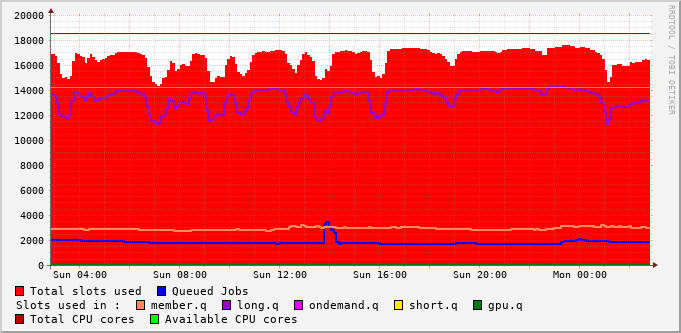 20000
18000
16000
14000
12000
10000
8000
6000
4000
2000
0
Sun 04:00 Sun 08:00 Sun 12:00 Sun 16:00 Sun 20:00 Mon 00:00
RRDTOOL / TOBI OETIKER
Total slots used Queued Jobs
Slots used in : member.q long.q ondemand.q short.q gpu.q
Total CPU cores Available CPU cores